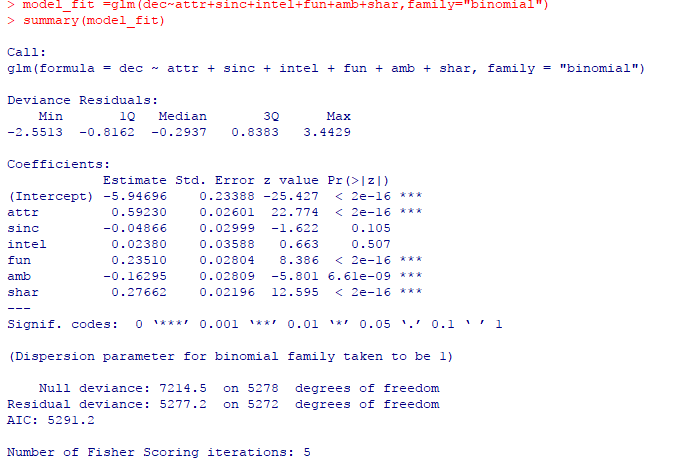 > model_fit =glm(dec~attr+sinc+intel+fun+amb+shar,family="binomial")
> summary(model_fit)
Call:
glm(formula = dec ~ attr + sinc + intel + fun + amb + shar, family = "binomial")
Deviance Residuals:
Min 1Q Median 3Q Max
-2.5513 -0.8162 -0.2937 0.8383 3.4429
Coefficients:
Estimate Std. Error z value Pr(>|z|)
(Intercept) -5.94696 0.23388 -25.427 < 2e-16 ***
attr 0.59230 0.02601 22.774 < 2e-16 ***
sinc -0.04866 0.02999 -1.622 0.105
intel 0.02380 0.03588 0.663 0.507
fun 0.23510 0.02804 8.386 < 2e-16 ***
amb -0.16295 0.02809 -5.801 6.61e-09 ***
shar 0.27662 0.02196 12.595 < 2e-16 ***
---
Signif. codes: 0 ‘***’ 0.001 ‘**’ 0.01 ‘*’ 0.05 ‘.’ 0.1 ‘ ’ 1
(Dispersion parameter for binomial family taken to be 1)
Null deviance: 7214.5 on 5278 degrees of freedom
Residual deviance: 5277.2 on 5272 degrees of freedom
AIC: 5291.2
Number of Fisher Scoring iterations: 5